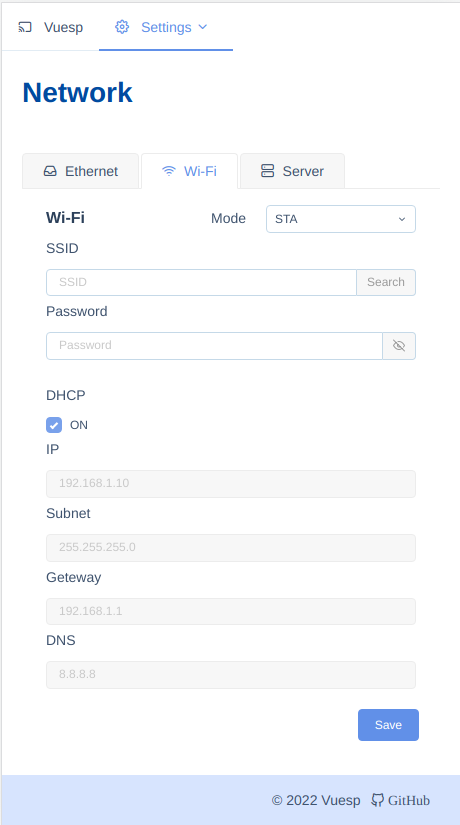 Vuesp Settings
Network
Ethernet Wi-Fi Server
Wi-Fi Mode STA
SSID
SSID Search
Password
Password
DHCP
ON
IP
192.168.1.10
Subnet
255.255.255.0
Geteway
192.168.1.1
DNS
8.8.8.8
Save
© 2022 Vuesp GitHub